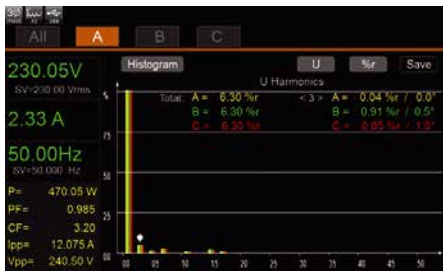 All A B C
230.05V
SV=230.00 Vrms
2.33 A
50.00Hz
SV=50.000 Hz
P= 470.05 W
PF= 0.985
CF= 3.20
Ipp= 12.075 A
Vpp= 240.50 V
Histogram U %r Save
U Harmonics
%
Total: A = 6.30 %r < 3 > A = 0.04 %r / 0.0°
B = 6.30 %r B = 0.91 %r / 0.5°
C = 6.30 %r C = 0.05 %r / 1.0°
75
50
25
00
00 05 10 15 20 25 30 35 40 45 50